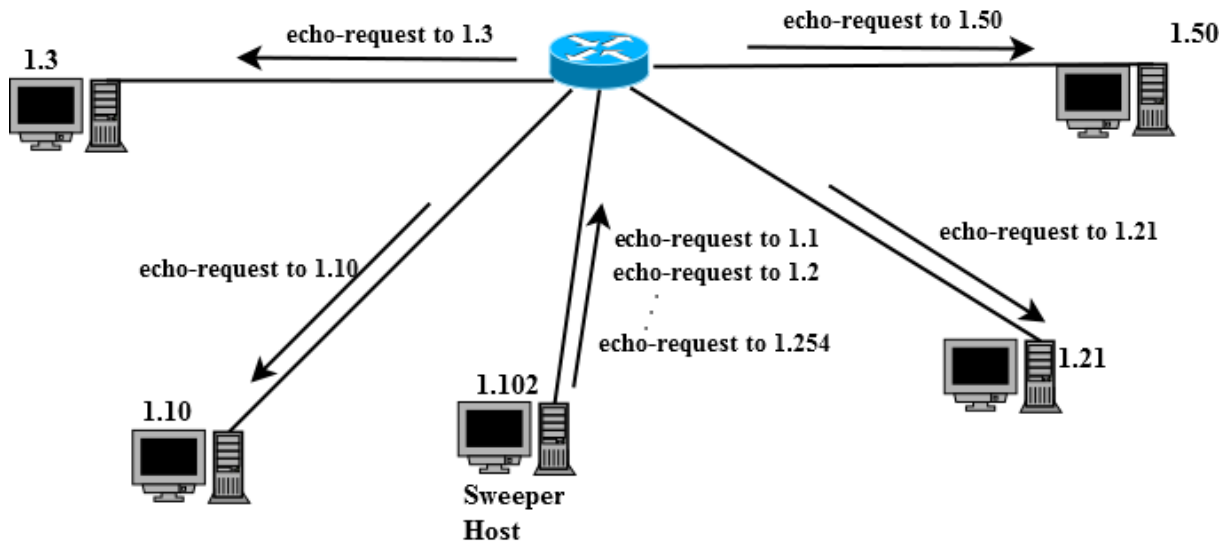 echo-request to 1.3
echo-request to 1.50
1.50
1.3
echo-request to 1.1
echo-request to 1.21
echo-request to 1.10
echo-request to 1.2
echo-request to 1.254
1.21
1.102
1.10
Sweeper
Host